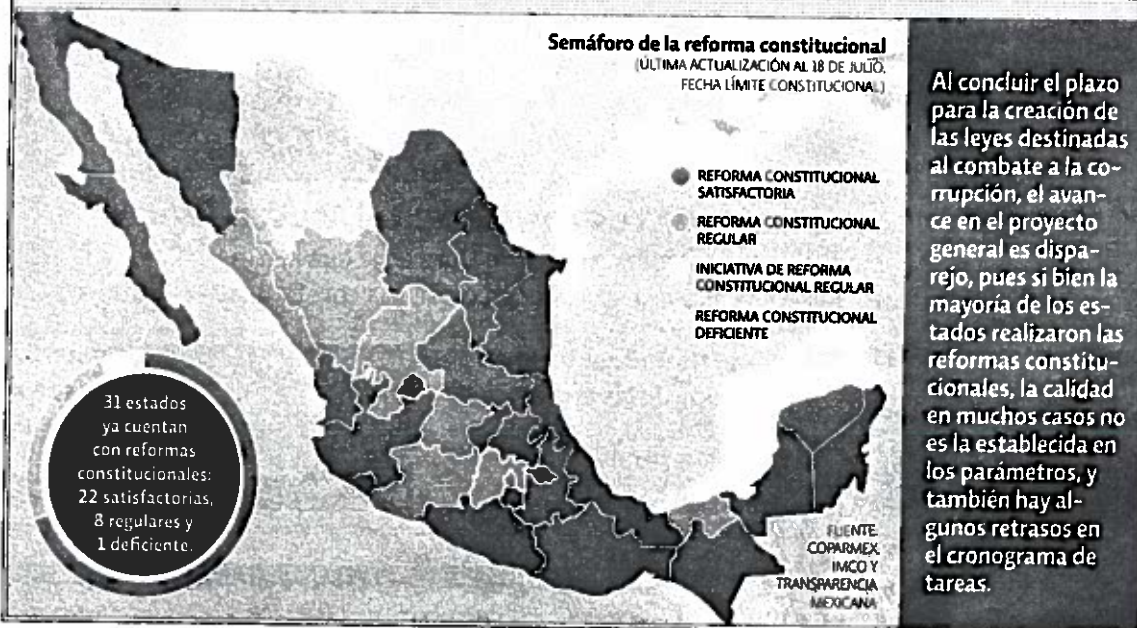 Semáforo de la reforma constitucional
(ÚLTIMA ACTUALIZACIÓN AL 18 DE JULIO,
FECHA LÍMITE CONSTITUCIONAL)
REFORMA CONSTITUCIONAL
SATISFACTORIA
REFORMA CONSTITUCIONAL
REGULAR
INICIATIVA DE REFORMA
CONSTITUCIONAL REGULAR
REFORMA CONSTITUCIONAL
DEFICIENTE
31 estados
ya cuentan
con reformas
constitucionales:
22 satisfactorias,
8 regulares y
1 deficiente.
FUENTE:
COPARMEX,
IMCO Y
TRANSPARENCIA
MEXICANA
Al concluir el plazo
para la creación de
las leyes destinadas
al combate a la co-
rrupción, el avan-
ce en el proyecto
general es dispa-
rejo, pues si bien la
mayoría de los es-
tados realizaron las
reformas constitu-
cionales, la calidad
en muchos casos no
es la establecida en
los parámetros, y
también hay al-
gunos retrasos en
el cronograma de
tareas.